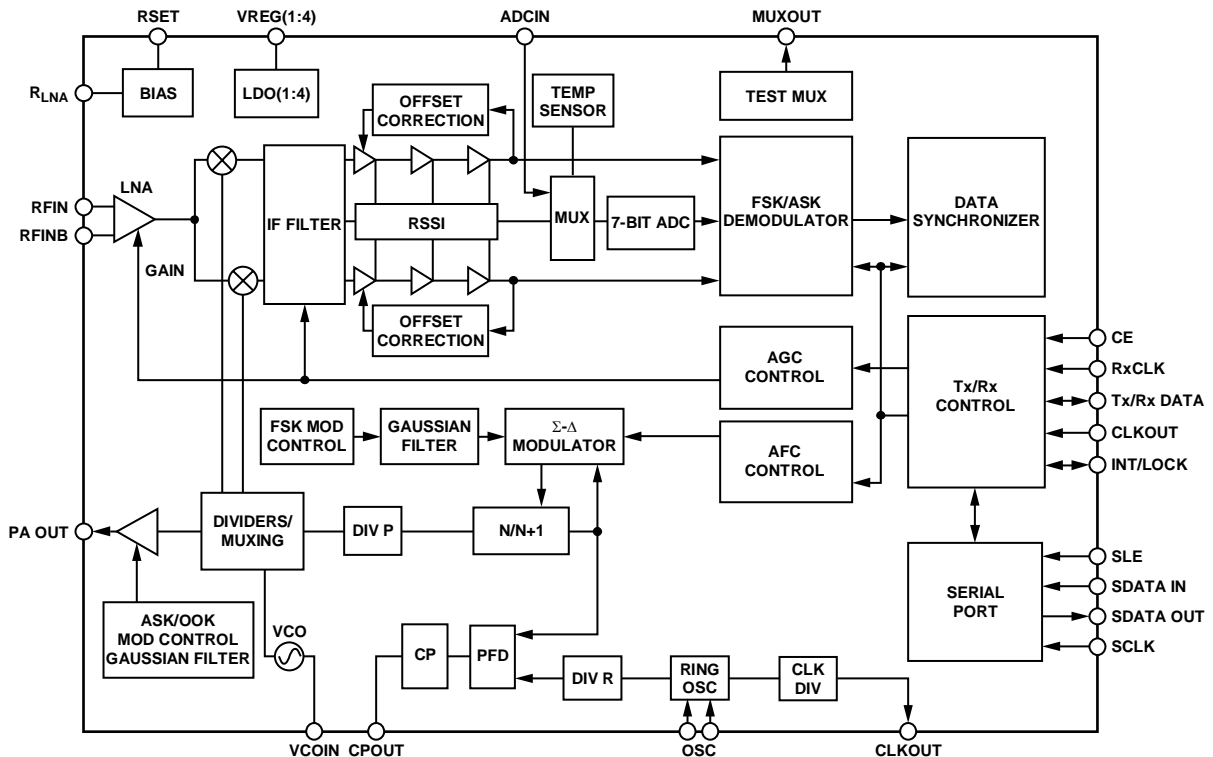 RSET
VREG(1:4)
ADCIN
MUXOUT
R_LNA
BIAS
LDO(1:4)
OFFSET
CORRECTION
TEMP
SENSOR
TEST MUX
LNA
RFIN
RFINB
GAIN
IF FILTER
RSSI
MUX
7-BIT ADC
FSK/ASK
DEMODULATOR
DATA
SYNCHRONIZER
OFFSET
CORRECTION
AGC
CONTROL
Tx/Rx
CONTROL
CE
RxCLK
Tx/Rx DATA
CLKOUT
INT/LOCK
FSK MOD
CONTROL
GAUSSIAN
FILTER
Σ-Δ
MODULATOR
AFC
CONTROL
PA OUT
DIVIDERS/
MUXING
DIV P
N/N+1
SERIAL
PORT
SLE
SDATA IN
SDATA OUT
SCLK
ASK/OOK
MOD CONTROL
GAUSSIAN FILTER
VCO
CP
PFD
DIV R
RING
OSC
CLK
DIV
VCOIN
CPOUT
OSC
CLKOUT